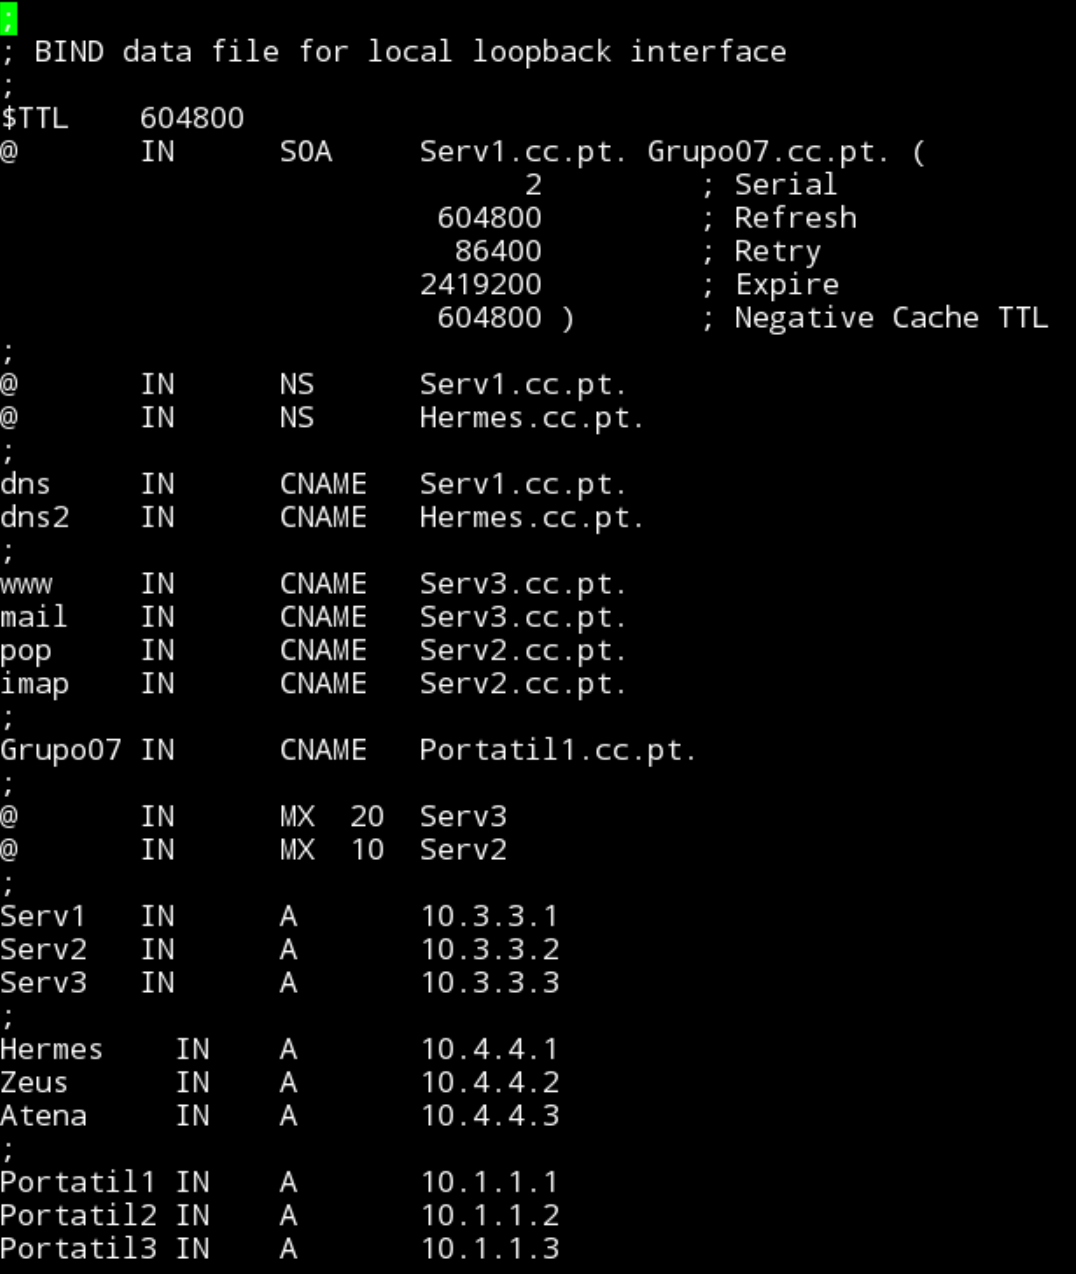 ;
; BIND data file for local loopback interface
;
$TTL    604800
@       IN      SOA     Serv1.cc.pt. Grupo07.cc.pt. (
                              2         ; Serial
                         604800         ; Refresh
                          86400         ; Retry
                        2419200         ; Expire
                         604800 )       ; Negative Cache TTL
;
@       IN      NS      Serv1.cc.pt.
@       IN      NS      Hermes.cc.pt.
;
dns     IN      CNAME   Serv1.cc.pt.
dns2    IN      CNAME   Hermes.cc.pt.
;
www     IN      CNAME   Serv3.cc.pt.
mail    IN      CNAME   Serv3.cc.pt.
pop     IN      CNAME   Serv2.cc.pt.
imap    IN      CNAME   Serv2.cc.pt.
;
Grupo07 IN      CNAME   Portatil1.cc.pt.
;
@       IN      MX  20  Serv3
@       IN      MX  10  Serv2
;
Serv1   IN      A       10.3.3.1
Serv2   IN      A       10.3.3.2
Serv3   IN      A       10.3.3.3
;
Hermes    IN    A       10.4.4.1
Zeus      IN    A       10.4.4.2
Atena     IN    A       10.4.4.3
;
Portatil1 IN    A       10.1.1.1
Portatil2 IN    A       10.1.1.2
Portatil3 IN    A       10.1.1.3